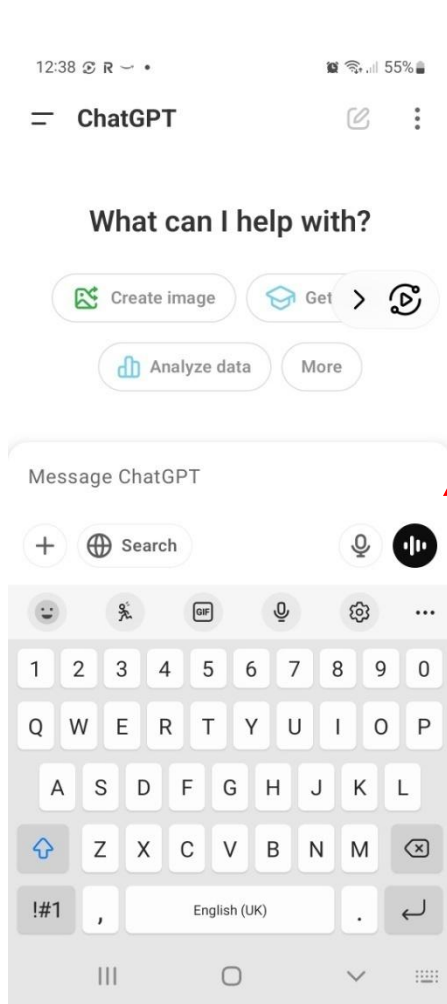 12:38 R 55%
ChatGPT
What can I help with?
Create image Get
Analyze data More
Message ChatGPT
Search
GIF
1 2 3 4 5 6 7 8 9 0
Q W E R T Y U I O P
A S D F G H J K L
Z X C V B N M
!#1 , English (UK) .